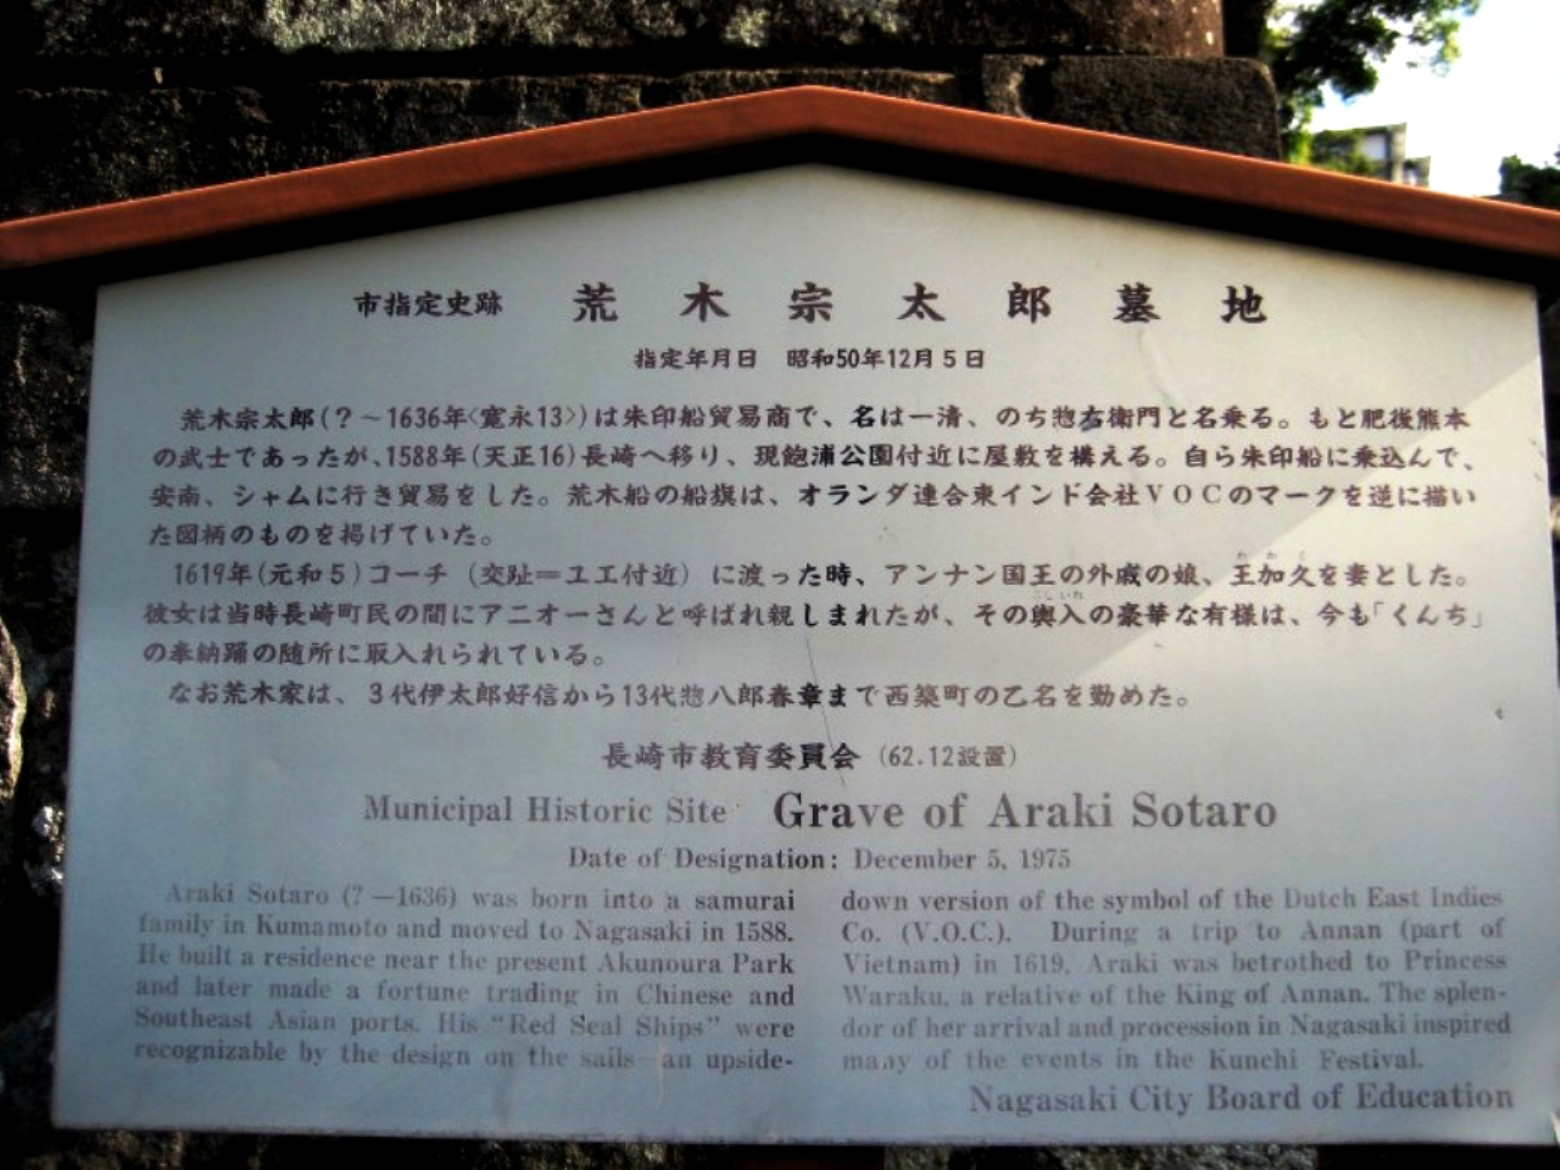 市指定史跡 荒木宗太郎墓地
指定年月日 昭和50年12月5日
荒木宗太郎(?~1636年<寛永13>)は朱印船貿易商で、名は一清、のち惣右衛門と名乗る。もと肥後熊本
の武士であったが、1588年(天正16)長崎へ移り、現飽浦公園付近に屋敷を構える。自ら朱印船に乗込んで、
安南、シャムに行き貿易をした。荒木船の船旗は、オランダ連合東インド会社VOCのマークを逆に描い
た図柄のものを掲げていた。
1619年(元和5)コーチ(交趾=ユエ付近)に渡った時、アンナン国王の外戚の娘、王加久を妻とした。
彼女は当時長崎町民の間にアニオーさんと呼ばれ親しまれたが、その輿入の豪華な有様は、今も「くんち」
の奉納踊の随所に取入れられている。
なお荒木家は、3代伊太郎好信から13代惣八郎春章まで西築町の乙名を勤めた。
長崎市教育委員会(62.12設置)
Municipal Historic Site Grave of Araki Sotaro
Date of Designation: December 5, 1975
Araki Sotaro (?—1636) was born into a samurai
family in Kumamoto and moved to Nagasaki in 1588.
He built a residence near the present Akunoura Park
and later made a fortune trading in Chinese and
Southeast Asian ports. His "Red Seal Ships" were
recognizable by the design on the sails—an upside-
down version of the symbol of the Dutch East Indies
Co. (V.O.C.). During a trip to Annan (part of
Vietnam) in 1619, Araki was betrothed to Princess
Waraku, a relative of the King of Annan. The splen-
dor of her arrival and procession in Nagasaki inspired
many of the events in the Kunchi Festival.
Nagasaki City Board of Education